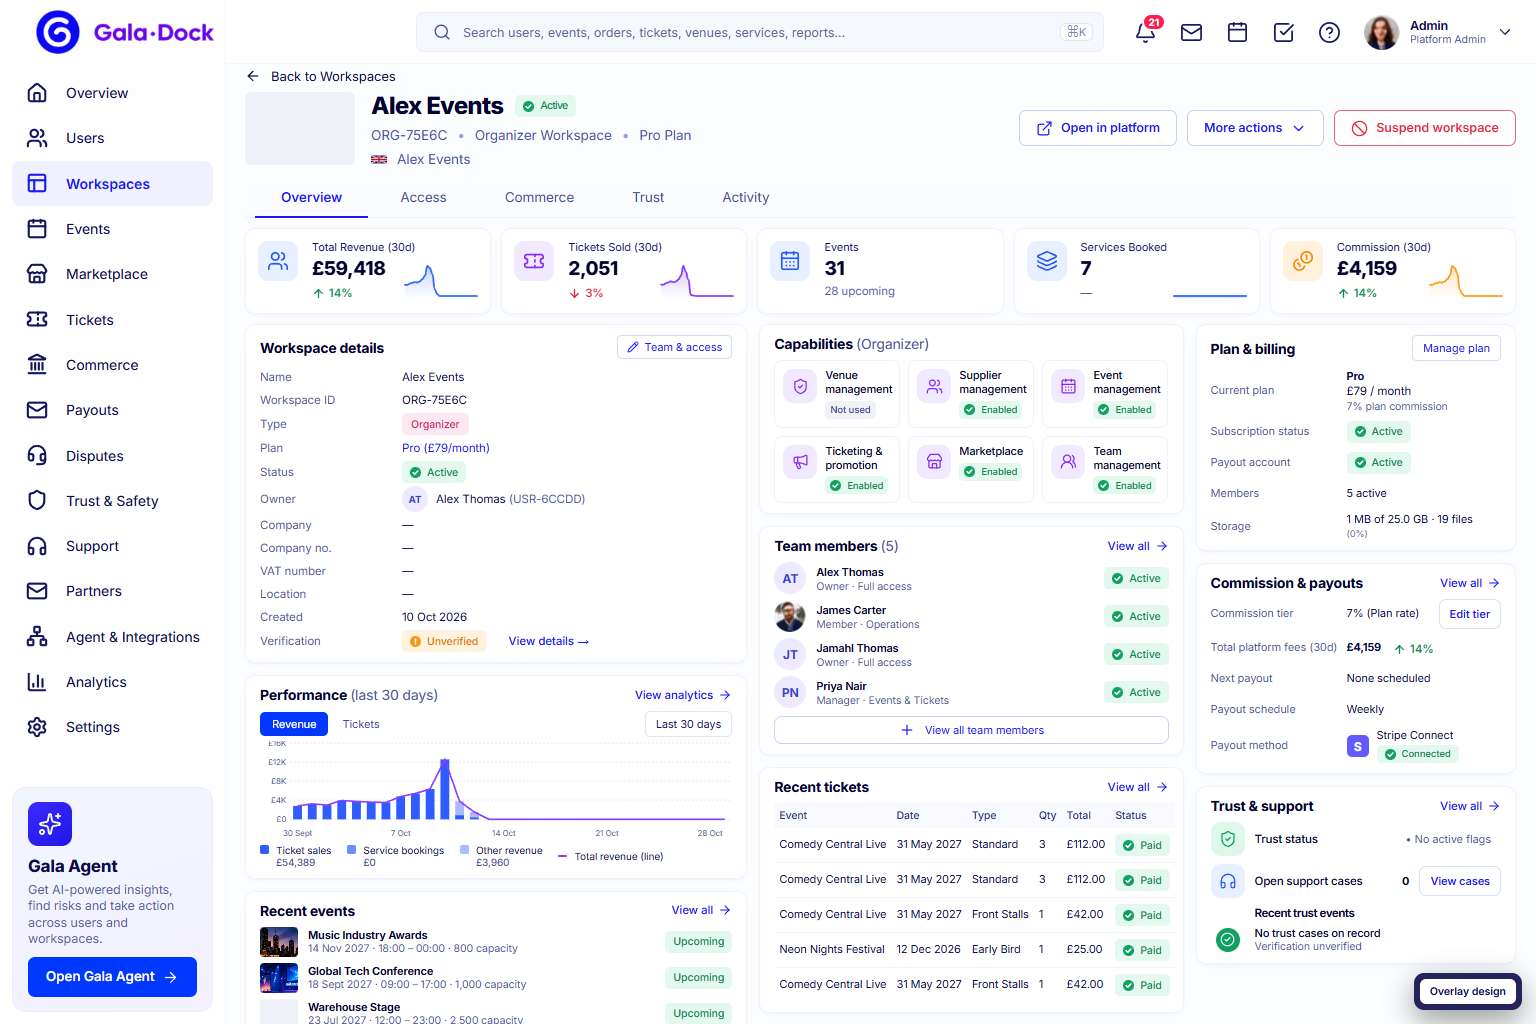 Gala·Dock
Search users, events, orders, tickets, venues, services, reports...
⌘K
21
Admin
Platform Admin
Overview
Users
Workspaces
Events
Marketplace
Tickets
Commerce
Payouts
Disputes
Trust & Safety
Support
Partners
Agent & Integrations
Analytics
Settings
Gala Agent
Get AI-powered insights,
find risks and take action
across users and
workspaces.
Open Gala Agent →
← Back to Workspaces
Alex Events
Active
ORG-75E6C • Organizer Workspace • Pro Plan
Alex Events
Open in platform
More actions
Suspend workspace
Overview
Access
Commerce
Trust
Activity
Total Revenue (30d)
£59,418
↑ 14%
Tickets Sold (30d)
2,051
↓ 3%
Events
31
28 upcoming
Services Booked
7
—
Commission (30d)
£4,159
↑ 14%
Workspace details
Team & access
Name Alex Events
Workspace ID ORG-75E6C
Type Organizer
Plan Pro (£79/month)
Status Active
Owner AT Alex Thomas (USR-6CCDD)
Company —
Company no. —
VAT number —
Location —
Created 10 Oct 2026
Verification Unverified View details →
Performance (last 30 days)
View analytics →
Revenue
Tickets
Last 30 days
£16K
£12K
£8K
£4K
£0
30 Sept 7 Oct 14 Oct 21 Oct 28 Oct
Ticket sales
£54,389
Service bookings
£0
Other revenue
£3,960
Total revenue (line)
Recent events
View all →
Music Industry Awards
14 Nov 2027 · 18:00 – 00:00 · 800 capacity
Upcoming
Global Tech Conference
18 Sept 2027 · 09:00 – 17:00 · 1,000 capacity
Upcoming
Warehouse Stage
23 Jul 2027 · 12:00 – 23:00 · 2,500 capacity
Upcoming
Capabilities (Organizer)
Venue
management
Not used
Supplier
management
Enabled
Event
management
Enabled
Ticketing &
promotion
Enabled
Marketplace
Enabled
Team
management
Enabled
Team members (5)
View all →
AT
Alex Thomas
Owner · Full access
Active
James Carter
Member · Operations
Active
JT
Jamahl Thomas
Owner · Full access
Active
PN
Priya Nair
Manager · Events & Tickets
Active
+ View all team members
Recent tickets
View all →
Event Date Type Qty Total Status
Comedy Central Live 31 May 2027 Standard 3 £112.00 Paid
Comedy Central Live 31 May 2027 Standard 3 £112.00 Paid
Comedy Central Live 31 May 2027 Front Stalls 1 £42.00 Paid
Neon Nights Festival 12 Dec 2026 Early Bird 1 £25.00 Paid
Comedy Central Live 31 May 2027 Front Stalls 1 £42.00 Paid
Plan & billing
Manage plan
Current plan
Pro
£79 / month
7% plan commission
Subscription status Active
Payout account Active
Members 5 active
Storage 1 MB of 25.0 GB · 19 files
(0%)
Commission & payouts
View all →
Commission tier 7% (Plan rate) Edit tier
Total platform fees (30d) £4,159 ↑ 14%
Next payout None scheduled
Payout schedule Weekly
Payout method S Stripe Connect
Connected
Trust & support
View all →
Trust status • No active flags
Open support cases 0 View cases
Recent trust events
No trust cases on record
Verification unverified
Overlay design